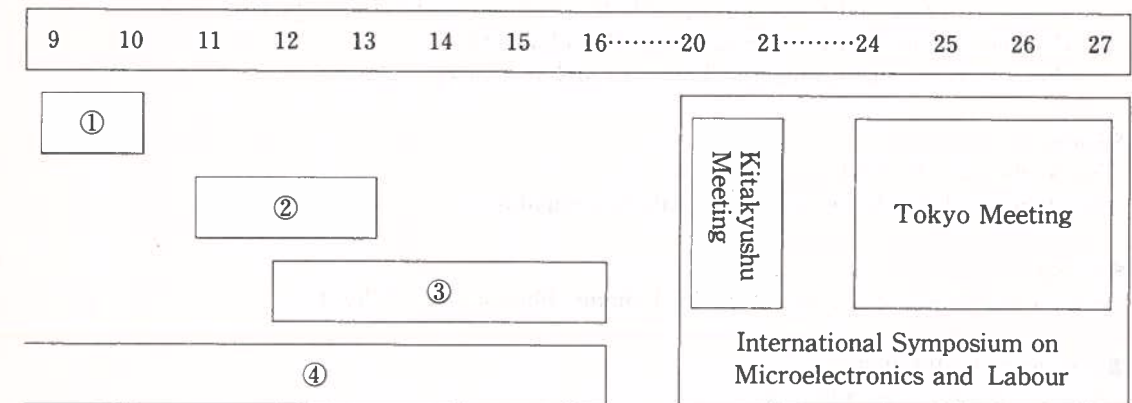 9 10 11 12 13 14 15 16·········20 21·········24 25 26 27
①
②
③
④
Kitakyushu
Meeting
Tokyo Meeting
International Symposium on
Microelectronics and Labour